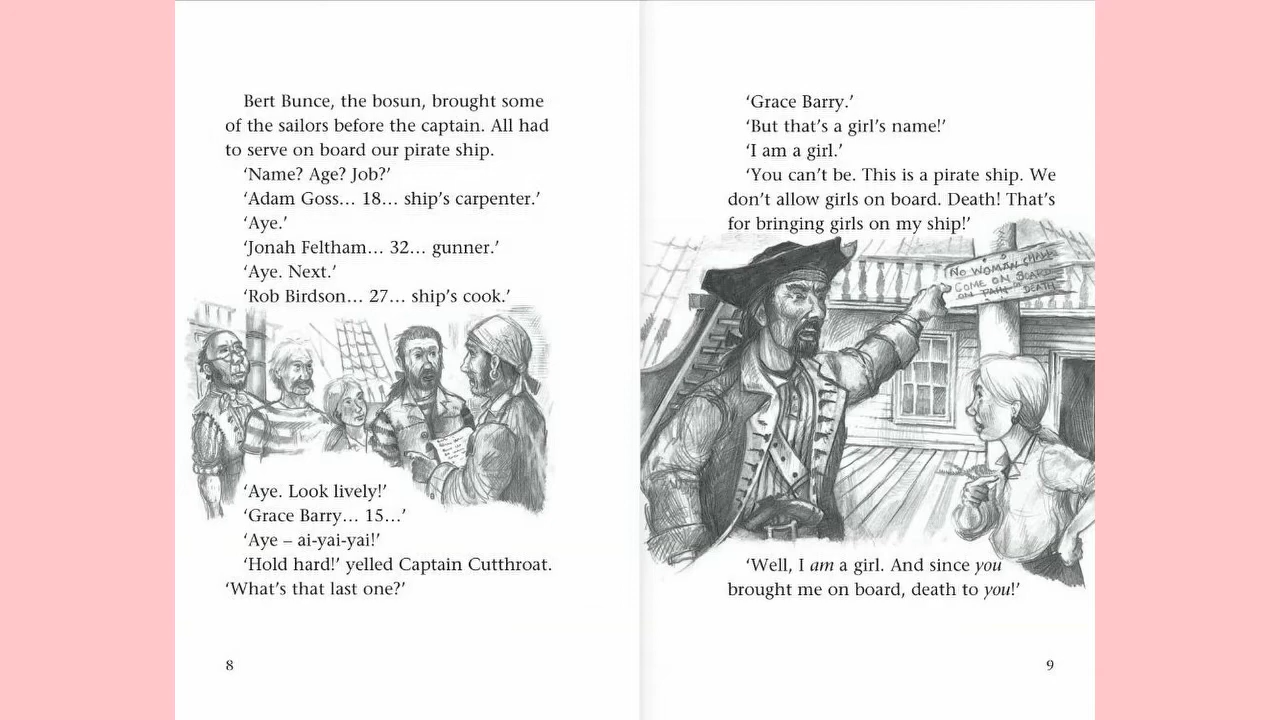 Bert Bunce, the bosun, brought some
of the sailors before the captain. All had
to serve on board our pirate ship.
‘Name? Age? Job?’
‘Adam Goss… 18… ship’s carpenter.’
‘Aye.’
‘Jonah Feltham… 32… gunner.’
‘Aye. Next.’
‘Rob Birdson… 27… ship’s cook.’
‘Aye. Look lively!’
‘Grace Barry… 15…’
‘Aye – ai-yai-yai!’
‘Hold hard!’ yelled Captain Cutthroat.
‘What’s that last one?’
8
‘Grace Barry.’
‘But that’s a girl’s name!’
‘I am a girl.’
‘You can’t be. This is a pirate ship. We
don’t allow girls on board. Death! That’s
for bringing girls on my ship!’
NO WOMAN SHALL
COME ON BOARD
ON PAIN OF DEATH
‘Well, I am a girl. And since you
brought me on board, death to you!’
9